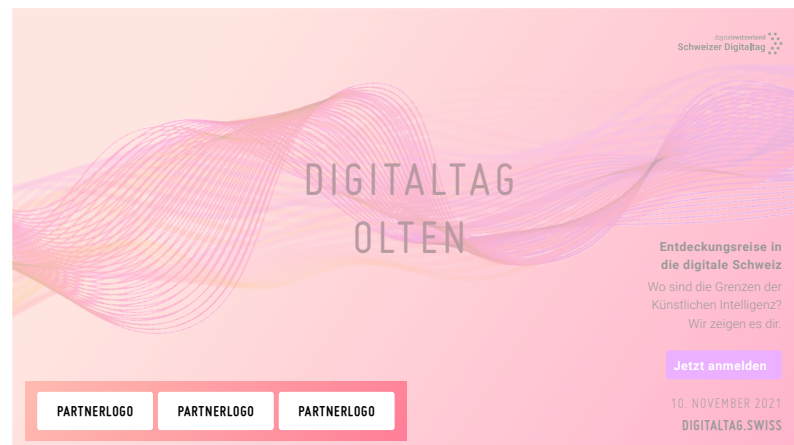 digitalswitzerland
Schweizer Digitaltag
DIGITALTAG
OLTEN
Entdeckungsreise in
die digitale Schweiz
Wo sind die Grenzen der
Künstlichen Intelligenz?
Wir zeigen es dir.
Jetzt anmelden
PARTNERLOGO PARTNERLOGO PARTNERLOGO
10. NOVEMBER 2021
DIGITALTAG.SWISS